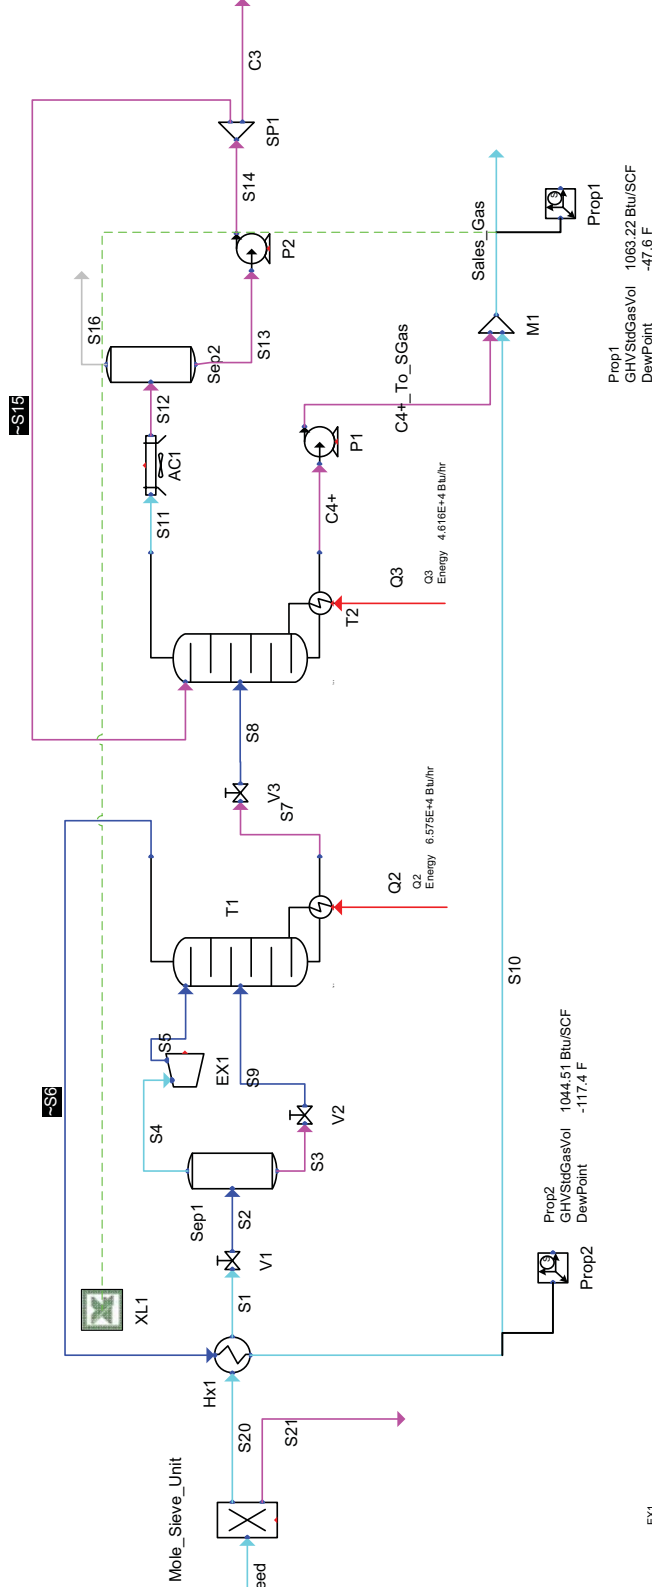 Mole_Sieve_Unit
eed
S20
S21
Hx1
XL1
S1
V1
Prop2
Prop2
GHVStdGasVol 1044.51 Btu/SCF
DewPoint -117.4 F
~S6
Sep1
S2
S3
S4
V2
S5
EX1
S9
T1
Q2
Q2
Energy 6.575E+4 Btu/hr
S10
S7
V3
S8
T2
Q3
Q3
Energy 4.616E+4 Btu/hr
~S15
S11
AC1
S12
S16
Sep2
S13
P2
S14
SP1
C3
C4+
P1
C4+_To_SGas
M1
Sales_Gas
Prop1
Prop1
GHVStdGasVol 1063.22 Btu/SCF
DewPoint -47.6 F
EX1